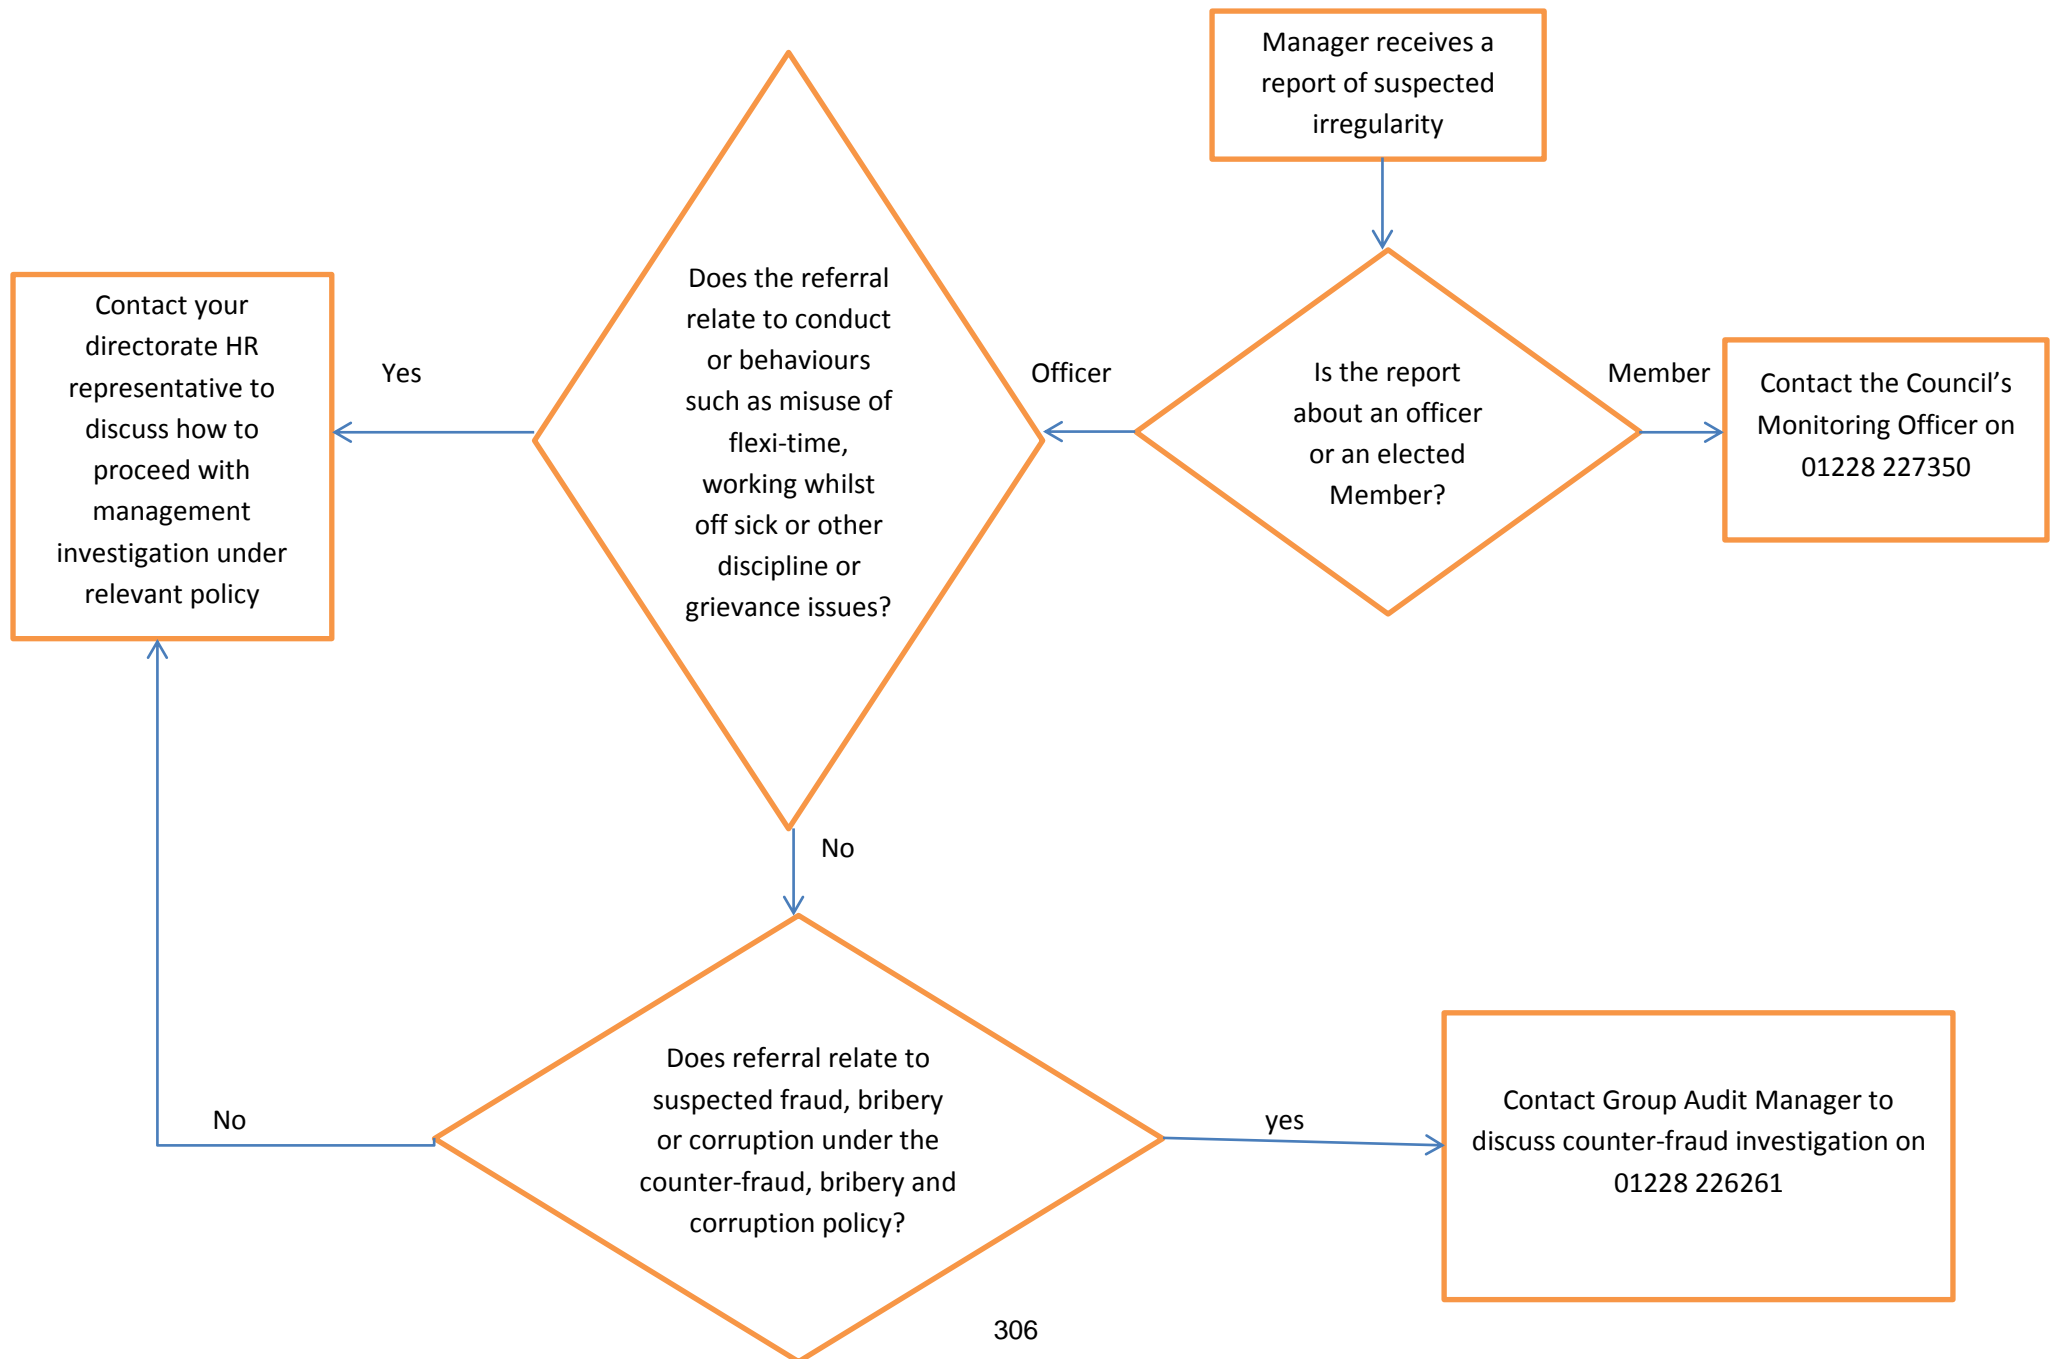 Manager receives a
report of suspected
irregularity
Is the report
about an officer
or an elected
Member?
Member
Contact the Council’s
Monitoring Officer on
01228 227350
Officer
Does the referral
relate to conduct
or behaviours
such as misuse of
flexi-time,
working whilst
off sick or other
discipline or
grievance issues?
Yes
Contact your
directorate HR
representative to
discuss how to
proceed with
management
investigation under
relevant policy
No
Does referral relate to
suspected fraud, bribery
or corruption under the
counter-fraud, bribery and
corruption policy?
No
yes
Contact Group Audit Manager to
discuss counter-fraud investigation on
01228 226261
306